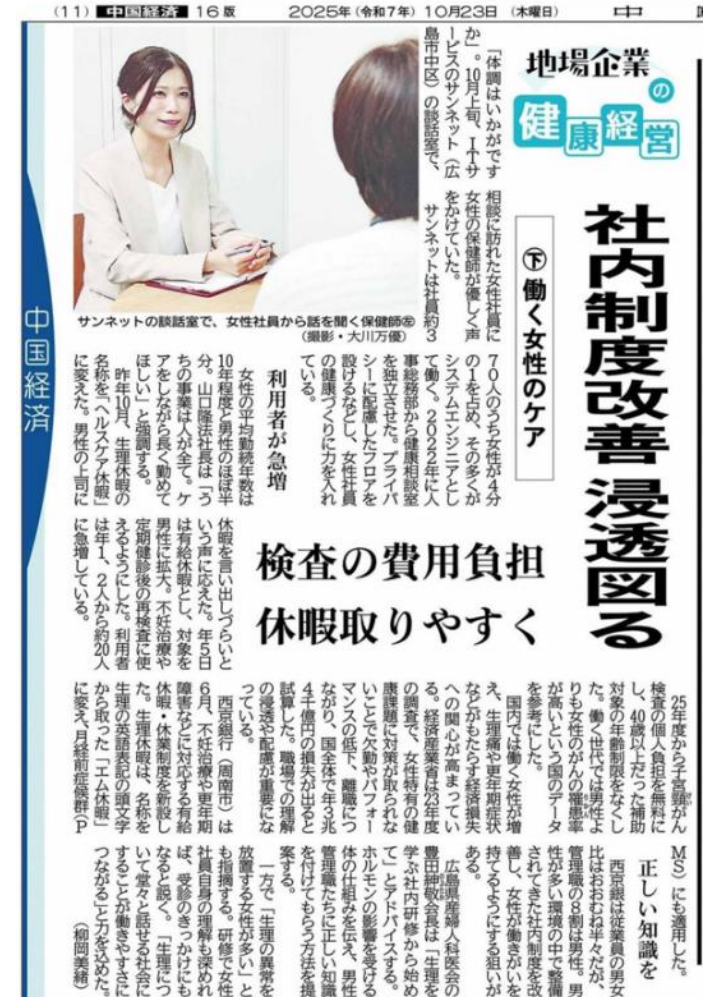 (11) 中国経済 16版 2025年(令和7年)10月23日 (木曜日) 中
地場企業の
健康経営
社内制度改善 浸透図る
㊦働く女性のケア
検査の費用負担
休暇取りやすく
「体調はいかがです
か」。10月上旬、ITサ
ービスのサンネット(広
島市中区)の談話室で、
相談に訪れた女性社員に
女性の保健師が優しく声
をかけていた。
サンネットは社員約3
70人のうち女性が4分
の1を占め、その多くが
システムエンジニアとし
て働く。2022年に人
事総務部から健康相談室
を独立させた。プライバ
シーに配慮したフロアを
設けるなどし、女性社員
の健康づくりに力を入れ
ている。
利用者が急増
女性の平均勤続年数は
10年程度と男性のほぼ半
分。山口隆法社長は「う
ちの事業は人が全て。ケ
アをしながら長く勤めて
ほしい」と強調する。
昨年10月、生理休暇の
名称を「ヘルスケア休暇」
に変えた。男性の上司に
休暇を言い出しづらいと
いう声に応えた。年5日
は有給休暇とし、対象を
男性に拡大。不妊治療や
定期健診後の再検査に使
えるようにした。利用者
は年1、2人から約20人
に急増している。
25年度から子宮頸がん
検査の個人負担を無料に
し、40歳以上だった補助
対象の年齢制限をなくし
た。働く世代では男性よ
りも女性のがんの罹患率
が高いという国のデータ
を参考にした。
国内では働く女性が増
え、生理痛や更年期症状
などがもたらす経済損失
への関心が高まってい
る。経済産業省は23年度
の調査で、女性特有の健
康課題に対策が取られな
いことで欠勤やパフォー
マンスの低下、離職につ
ながり、国全体で年3兆
4千億円の損失が出ると
試算した。職場での理解
の浸透や配慮が重要にな
っている。
西京銀行(周南市)は
6月、不妊治療や更年期
障害などに対応する有給
休暇・休業制度を新設し
た。生理休暇は、名称を
生理の英語表記の頭文字
から取った「エム休暇」
に変え、月経前症候群(P
MS)にも適用した。
正しい知識を
西京銀は従業員の男女
比はおおむね半々だが、
管理職の8割は男性。男
性が多い環境の中で整備
されてきた社内制度を改
善し、女性が働きがいを
持てるようにする狙いが
ある。
広島県産婦人科医会の
豊田紳敬会長は「生理を
学ぶ社内研修から始め
て」とアドバイスする。
ホルモンの影響を受ける
体の仕組みを伝え、男性
管理職たちに正しい知識
を付けてもらう方法を提
案する。
一方で「生理の異常を
放置する女性が多い」と
も指摘する。研修で女性
社員自身の理解も深めれ
ば、受診のきっかけにも
なると説く。「生理につ
いて堂々と話せる社会に
することが働きやすさに
つながる」と力を込めた。
(柳岡美緒)
サンネットの談話室で、女性社員から話を聞く保健師㊧
(撮影・大川万優)
中国経済